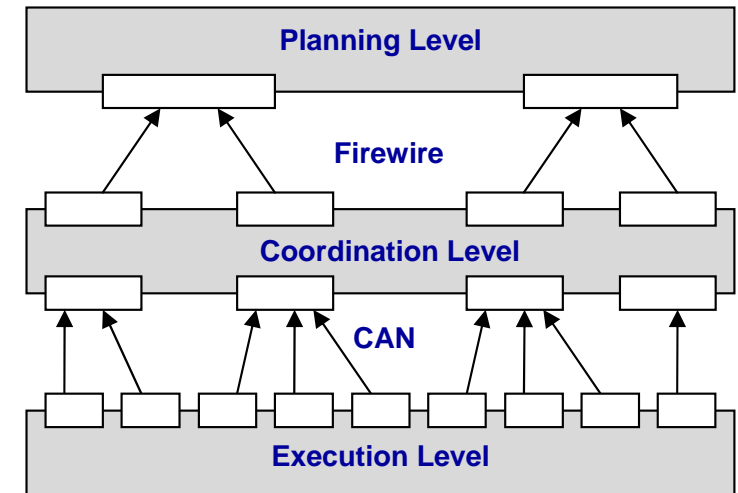 Planning Level
Firewire
Coordination Level
CAN
Execution Level